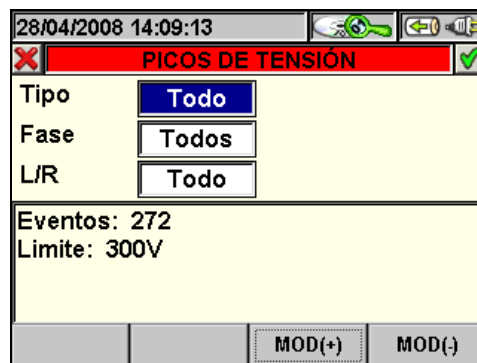 28/04/2008 14:09:13
PICOS DE TENSIÓN
Tipo Todo
Fase Todos
L/R Todo
Eventos: 272
Limite: 300V
MOD(+) MOD(-)